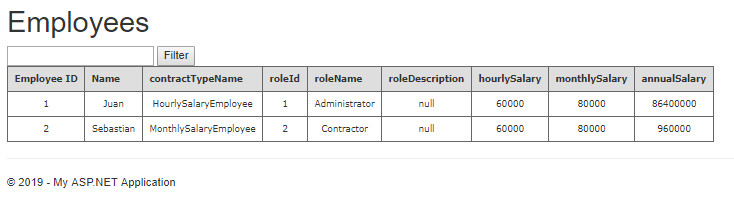 Employees
Filter
Employee ID Name contractTypeName roleId roleName roleDescription hourlySalary monthlySalary annualSalary
1 Juan HourlySalaryEmployee 1 Administrator null 60000 80000 86400000
2 Sebastian MonthlySalaryEmployee 2 Contractor null 60000 80000 960000
© 2019 - My ASP.NET Application